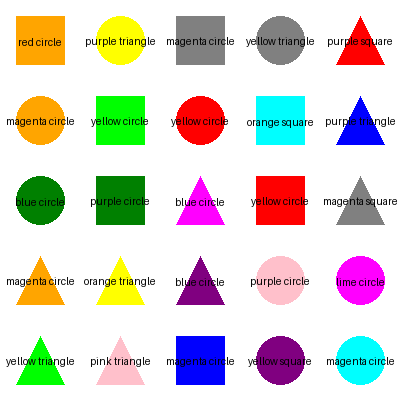 red circle
purple triangle
magenta circle
yellow triangle
purple square
magenta circle
yellow circle
yellow circle
orange square
purple triangle
blue circle
purple circle
blue circle
yellow circle
magenta square
magenta circle
orange triangle
blue circle
purple circle
lime circle
yellow triangle
pink triangle
magenta circle
yellow square
magenta circle